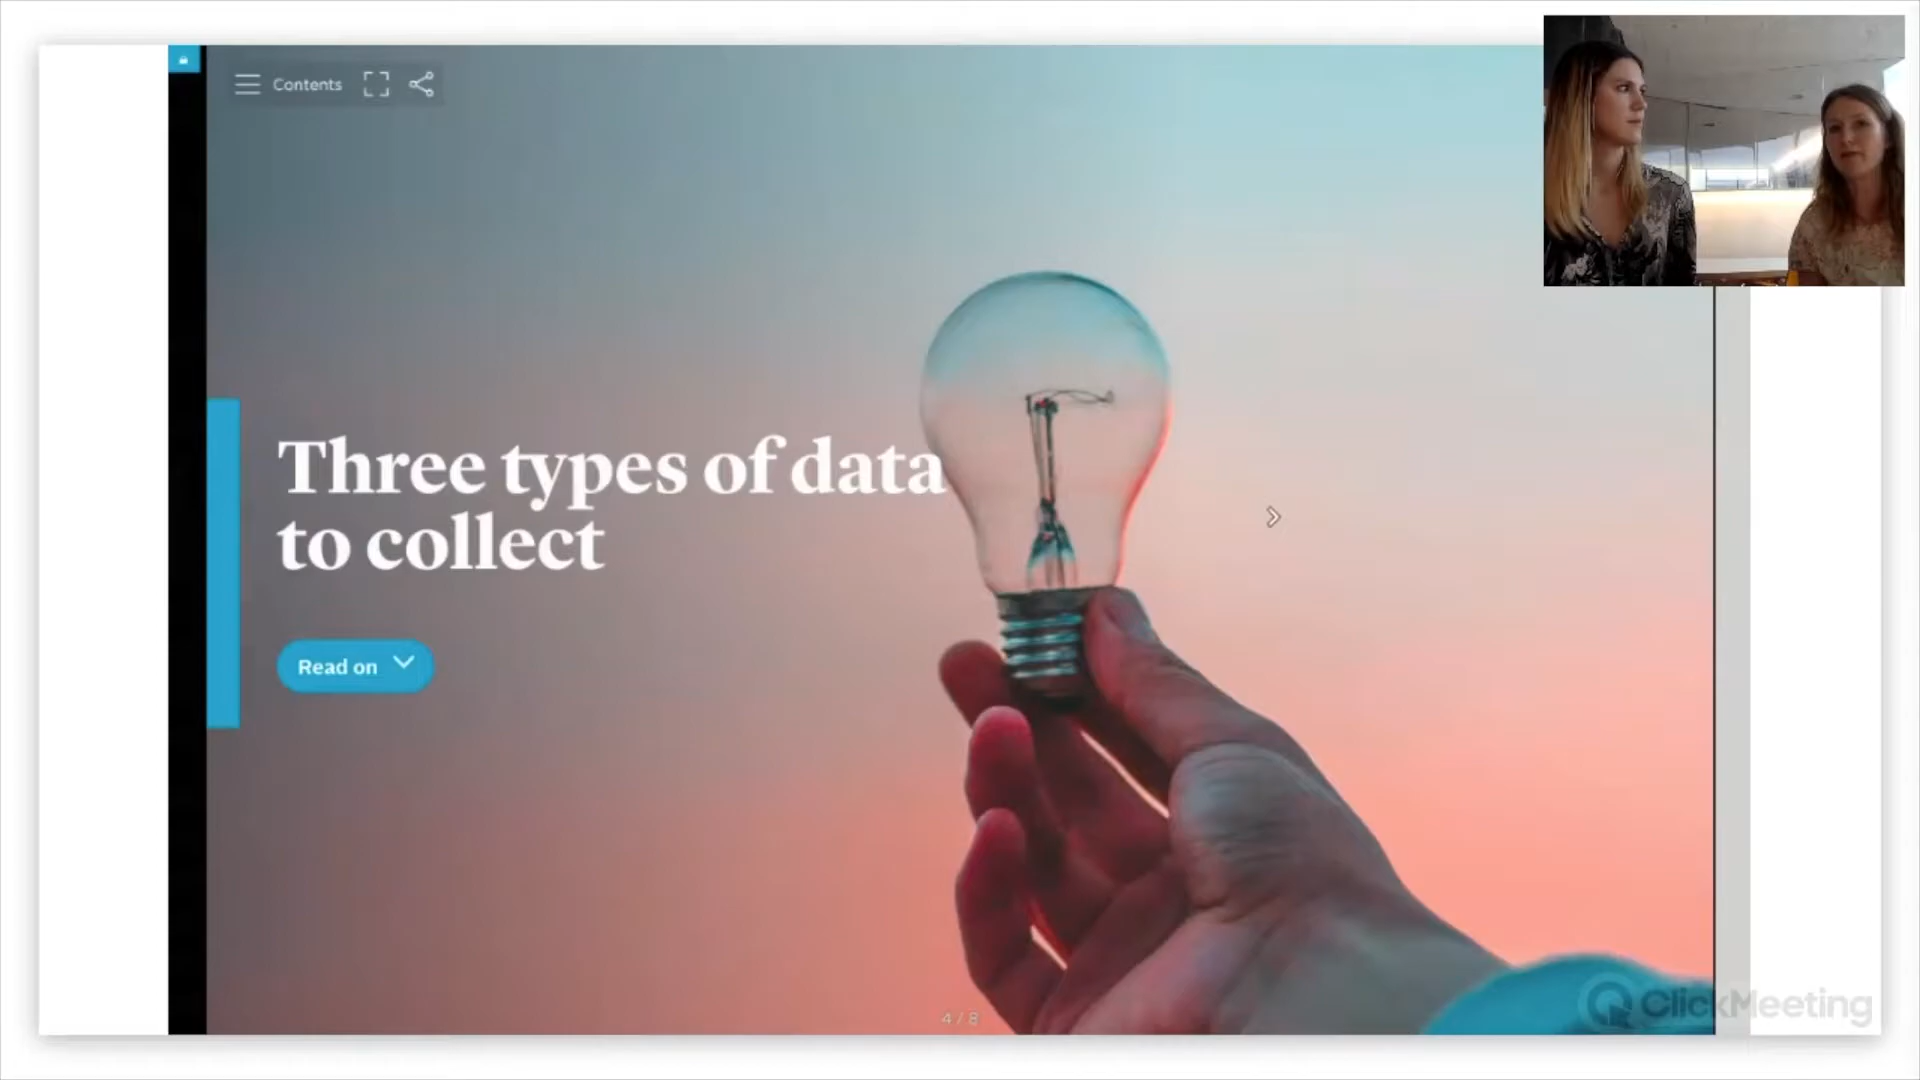 Contents
Three types of data
to collect
Read on
4 / 8
ClickMeeting